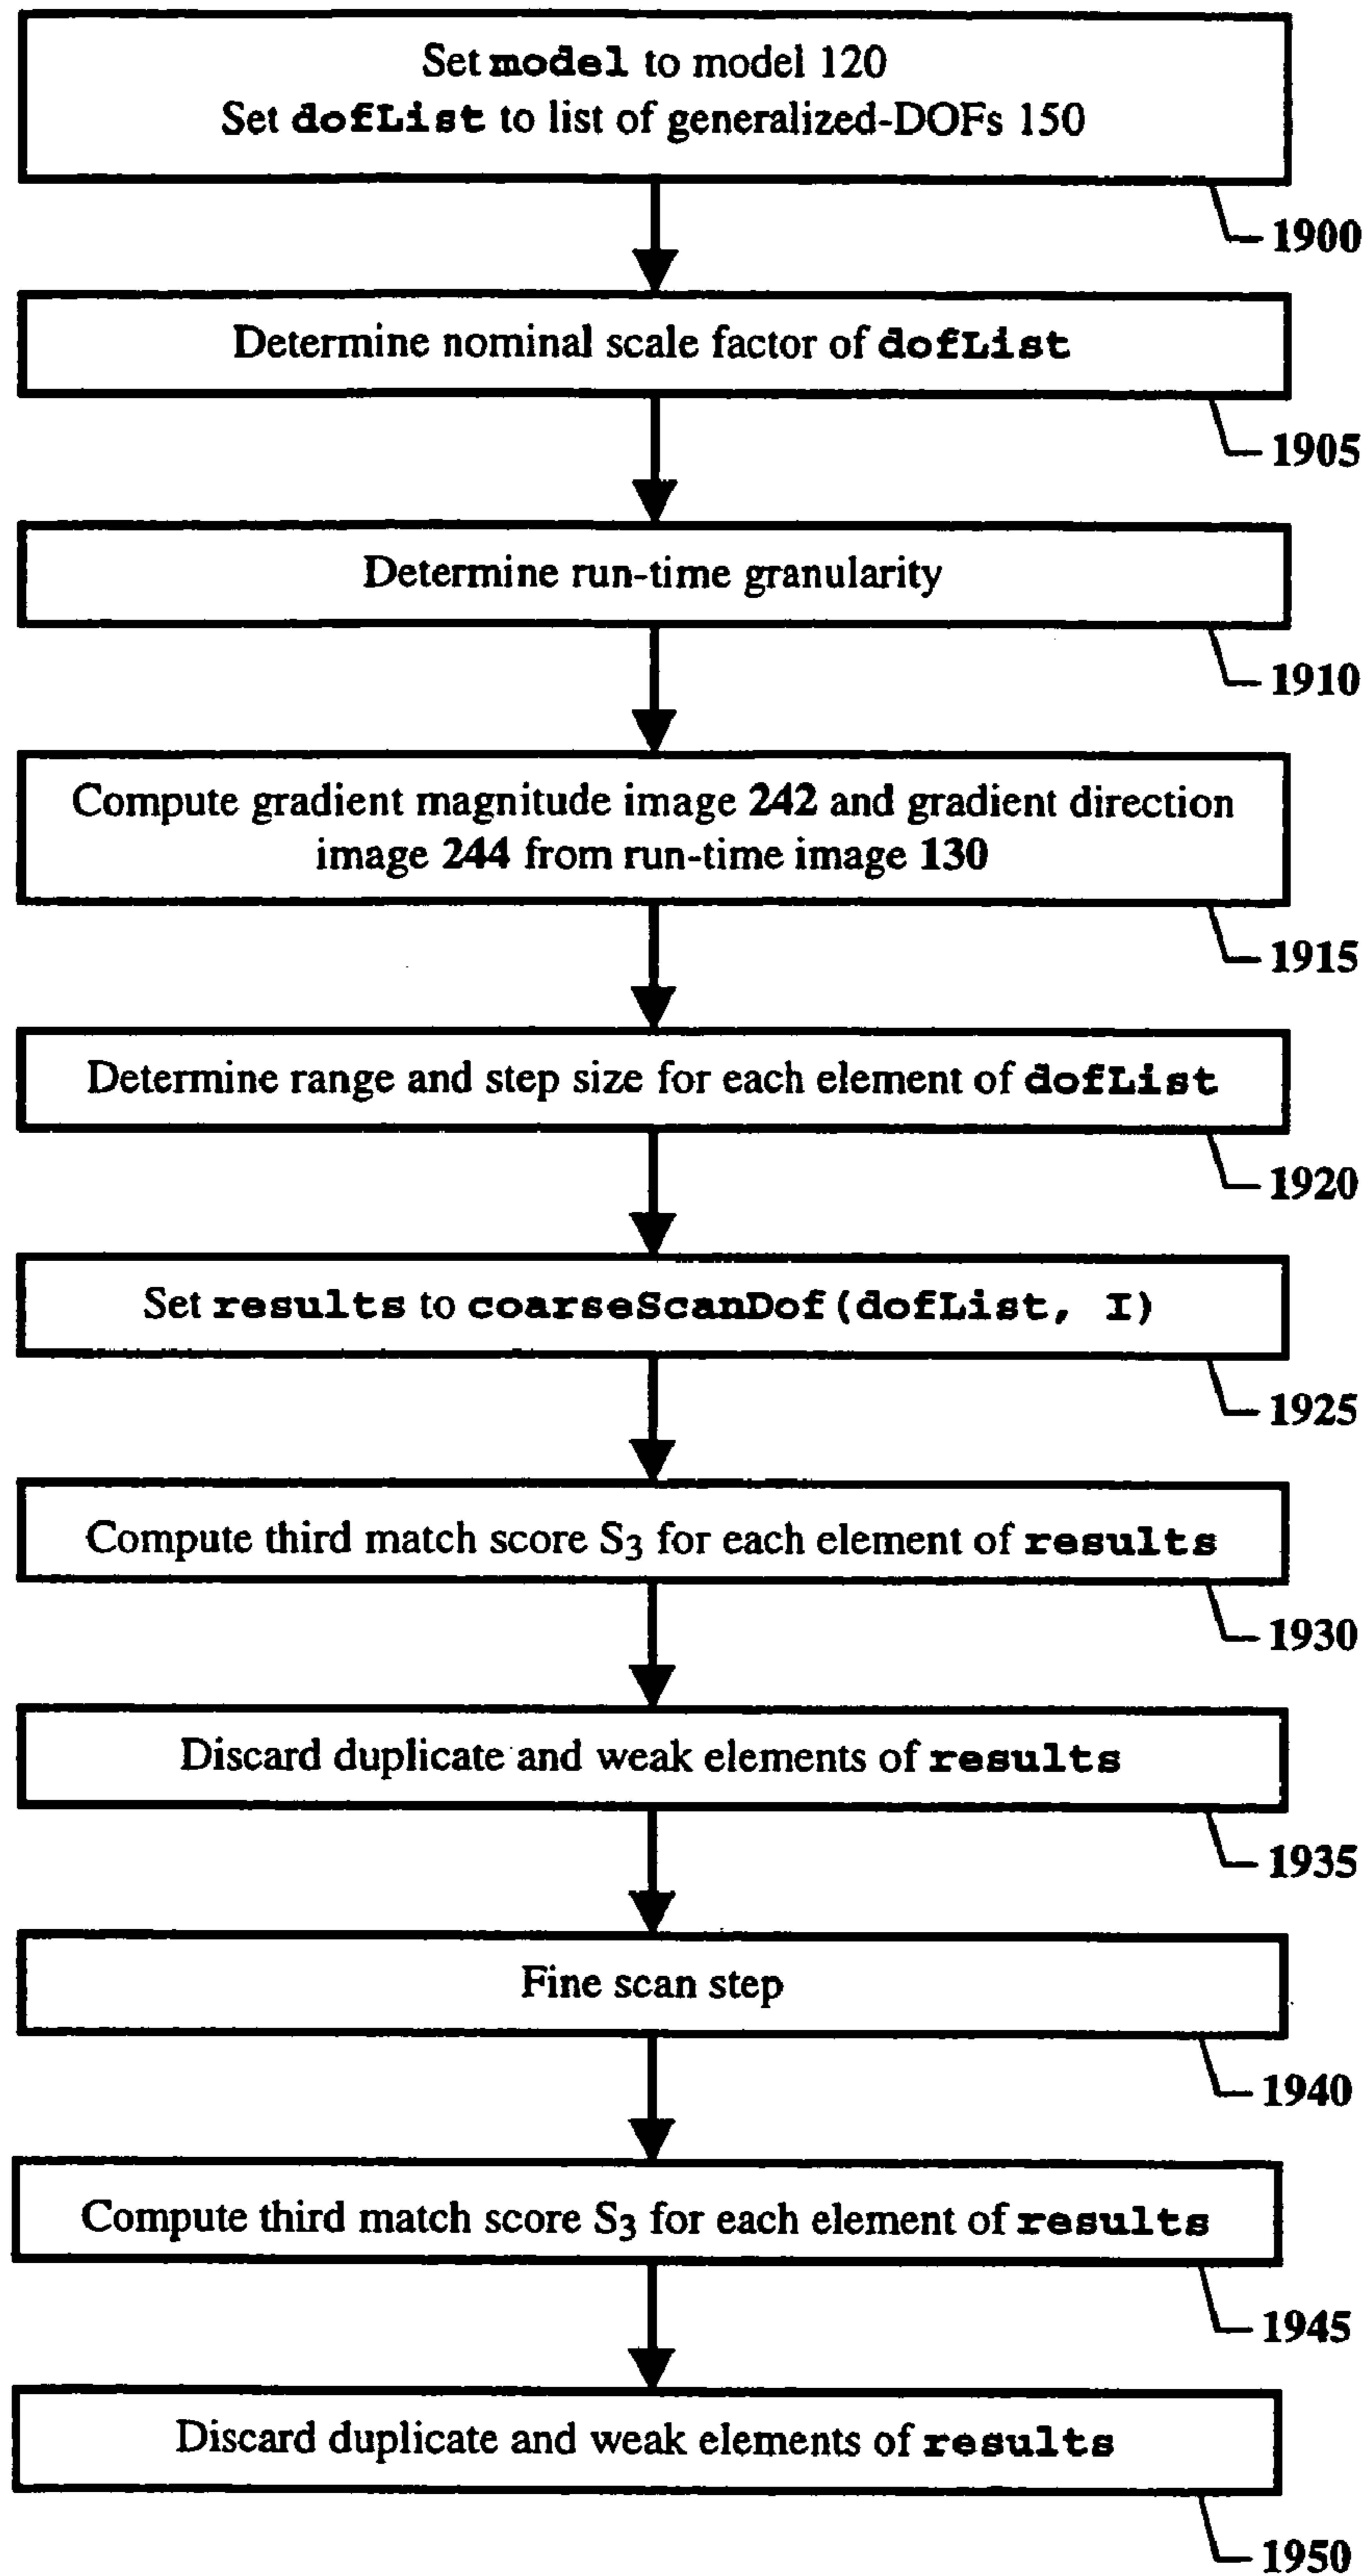 Set model to model 120
Set dofList to list of generalized-DOFs 150
1900
Determine nominal scale factor of dofList
1905
Determine run-time granularity
1910
Compute gradient magnitude image 242 and gradient direction
image 244 from run-time image 130
1915
Determine range and step size for each element of dofList
1920
Set results to coarseScanDof(dofList, I)
1925
Compute third match score S3 for each element of results
1930
Discard duplicate and weak elements of results
1935
Fine scan step
1940
Compute third match score S3 for each element of results
1945
Discard duplicate and weak elements of results
1950